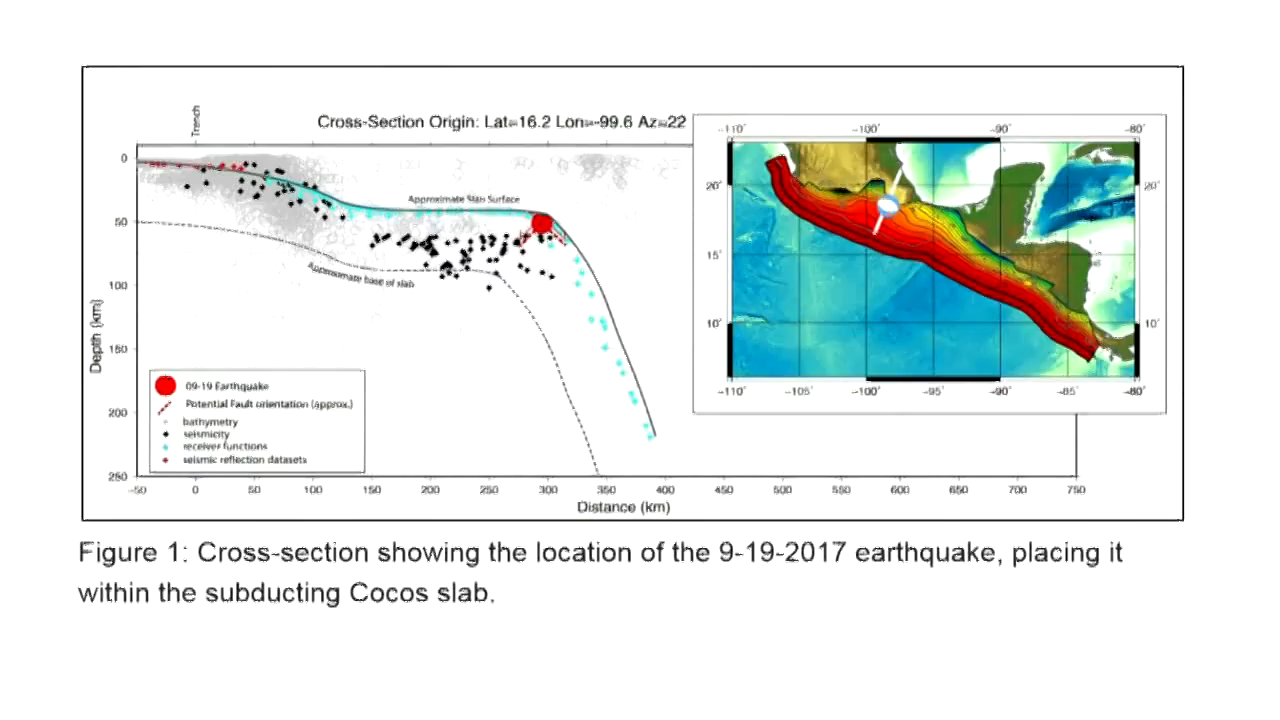 Trench
Cross-Section Origin: Lat=16.2 Lon=-99.6 Az=22
0
50
100
150
200
250
Depth (km)
Approximate Slab Surface
Approximate base of slab
09-19 Earthquake
Potential Fault orientation (approx.)
bathymetry
seismicity
receiver functions
seismic reflection datasets
-50 0 50 100 150 200 250 300 350 400 450 500 550 600 650 700 750
Distance (km)
-110° -100° -90° -80°
20° 20°
15°
10° 10°
-110° -105° -100° -95° -90° -85° -80°
Figure 1: Cross-section showing the location of the 9-19-2017 earthquake, placing it
within the subducting Cocos slab.